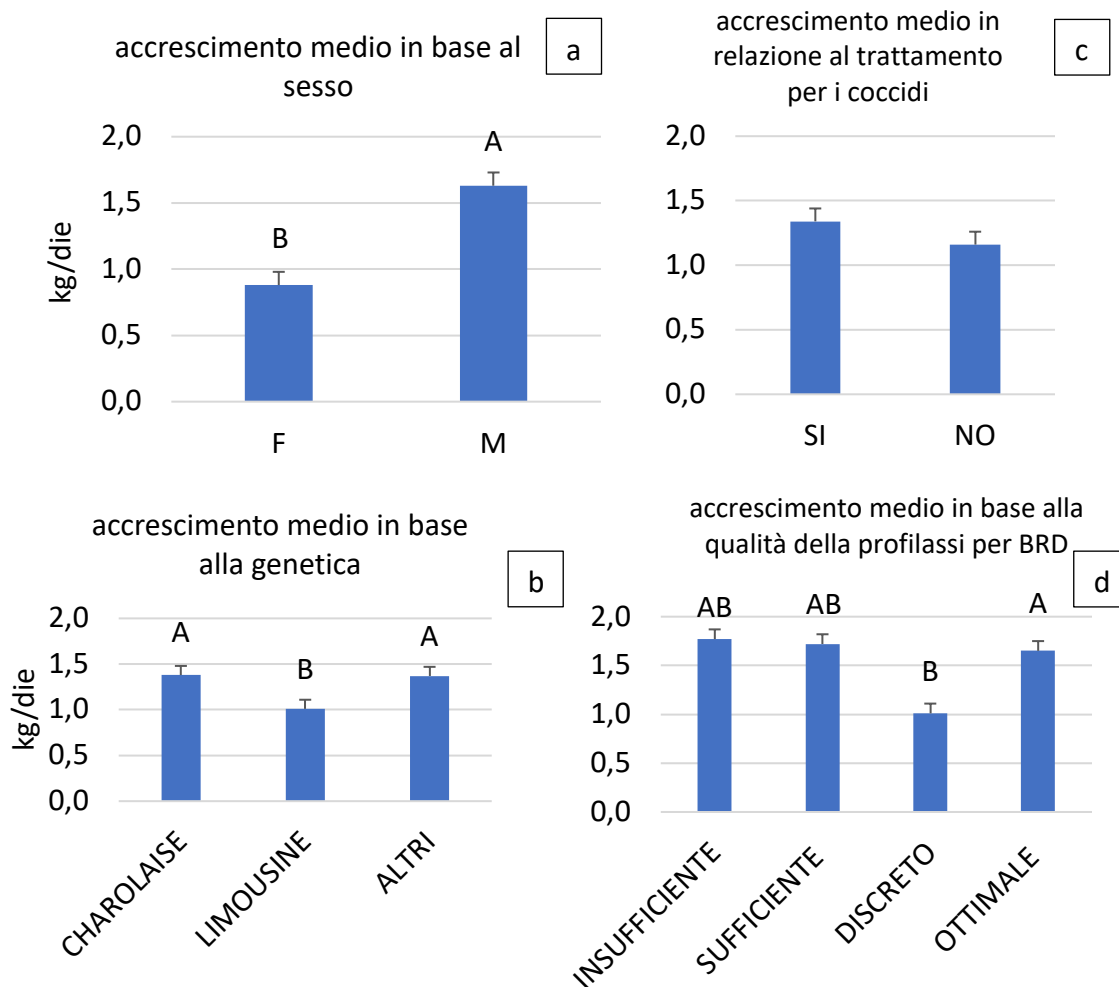 accrescimento medio in base al
sesso
a
2,0
1,5
1,0
0,5
0,0
kg/die
B
A
F
M
accrescimento medio in
relazione al trattamento
per i coccidi
c
2,0
1,5
1,0
0,5
0,0
SI
NO
accrescimento medio in base
alla genetica
b
2,0
1,5
1,0
0,5
0,0
kg/die
A
B
A
CHAROLAISE
LIMOUSINE
ALTRI
accrescimento medio in base alla
qualità della profilassi per BRD
d
2,0
1,5
1,0
0,5
0,0
AB
AB
B
A
INSUFFICIENTE
SUFFICIENTE
DISCRETO
OTTIMALE